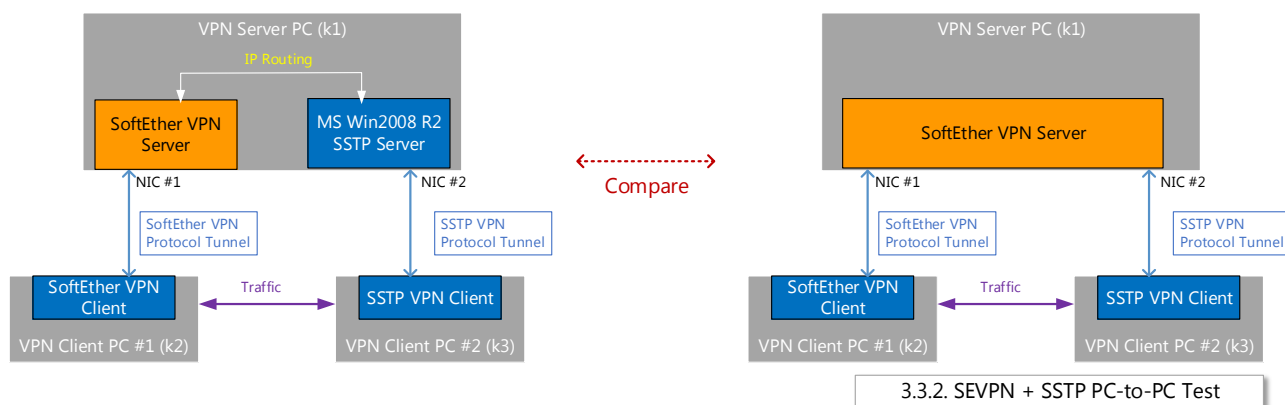 VPN Server PC (k1)
IP Routing
SoftEther VPN
Server
MS Win2008 R2
SSTP Server
NIC #1
NIC #2
SoftEther VPN
Protocol Tunnel
SSTP VPN
Protocol Tunnel
SoftEther VPN
Client
Traffic
SSTP VPN Client
VPN Client PC #1 (k2)
VPN Client PC #2 (k3)
Compare
VPN Server PC (k1)
SoftEther VPN Server
NIC #1
NIC #2
SoftEther VPN
Protocol Tunnel
SSTP VPN
Protocol Tunnel
SoftEther VPN
Client
Traffic
SSTP VPN Client
VPN Client PC #1 (k2)
VPN Client PC #2 (k3)
3.3.2. SEVPN + SSTP PC-to-PC Test